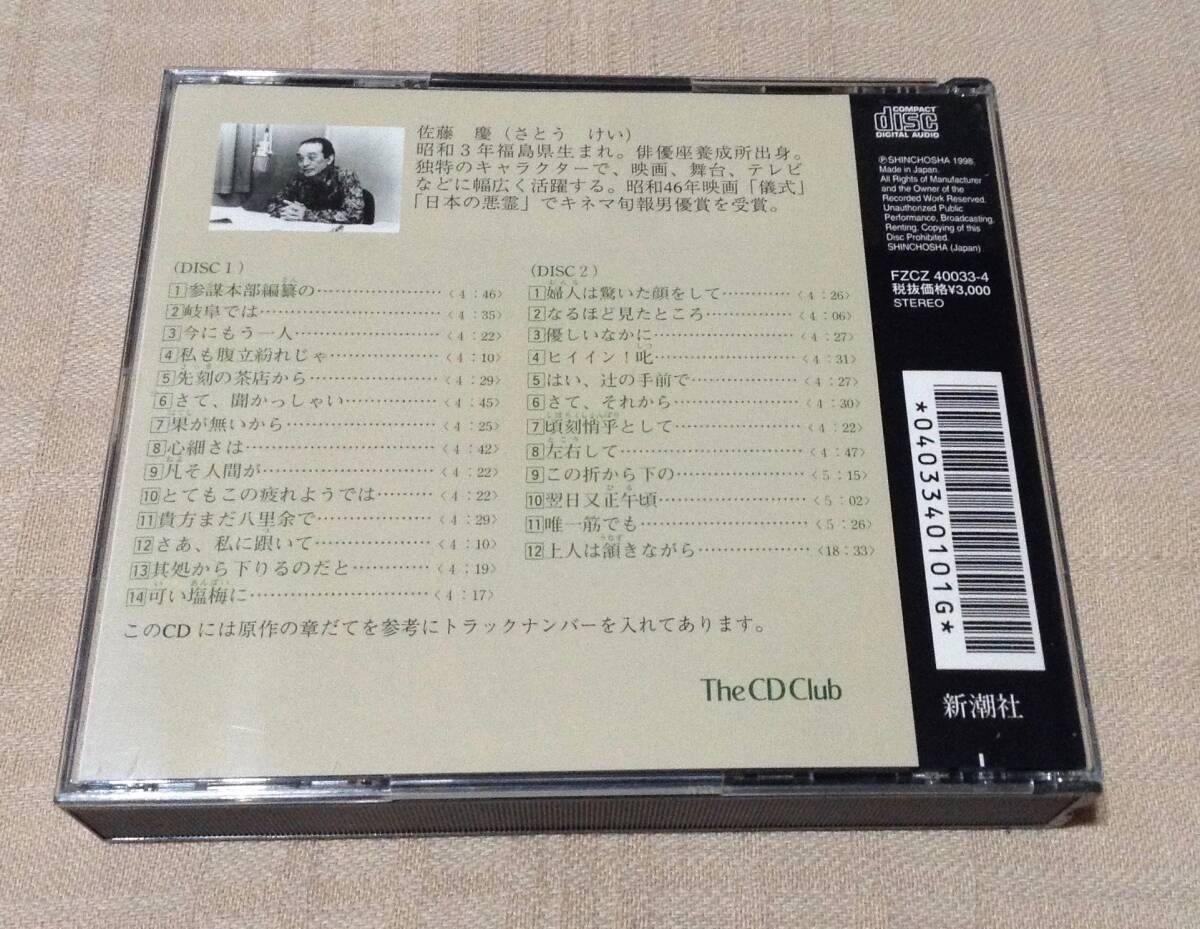 佐藤 慶(さとう けい)
昭和3年福島県生まれ。俳優座養成所出身。
独特のキャラクターで、映画、舞台、テレビ
などに幅広く活躍する。昭和46年映画「儀式」
「日本の悪霊」でキネマ旬報男優賞を受賞。
〈DISC 1〉
1 参謀本部編纂の……………〈4:46〉
2 岐阜では……………〈4:35〉
3 今にもう一人……………〈4:22〉
4 私も腹立紛れじゃ……………〈4:10〉
5 先刻の茶店から……………〈4:29〉
6 さて、聞かっしゃい……………〈4:45〉
7 果が無いから……………〈4:25〉
8 心細さは……………〈4:42〉
9 凡そ人間が……………〈4:22〉
10 とてもこの疲れようでは………〈4:22〉
11 貴方まだ八里余で……………〈4:29〉
12 さあ、私に跟いて……………〈4:10〉
13 其処から下りるのだと…………〈4:19〉
14 可い塩梅に……………〈4:17〉
〈DISC 2〉
1 婦人は驚いた顔をして…………〈4:26〉
2 なるほど見たところ……………〈4:06〉
3 優しいなかに……………〈4:27〉
4 ヒイイン!叱……………〈4:31〉
5 はい、辻の手前で……………〈4:27〉
6 さて、それから……………〈4:30〉
7 頃刻悄乎として……………〈4:22〉
8 左右して……………〈4:47〉
9 この折から下の……………〈5:15〉
10 翌日又正午頃……………〈5:02〉
11 唯一筋でも……………〈5:26〉
12 上人は頷きながら……………〈18:33〉
このCDには原作の章だてを参考にトラックナンバーを入れてあります。
The CD Club
COMPACT
disc
DIGITAL AUDIO
ⓅSHINCHOSHA 1998.
Made in Japan.
All Rights of Manufacturer
and the Owner of the
Recorded Work Reserved.
Unauthorized Public
Performance, Broadcasting,
Renting, Copying of this
Disc Prohibited.
SHINCHOSHA (Japan)
FZCZ 40033-4
税抜価格¥3,000
STEREO
*0403340101G*
新潮社